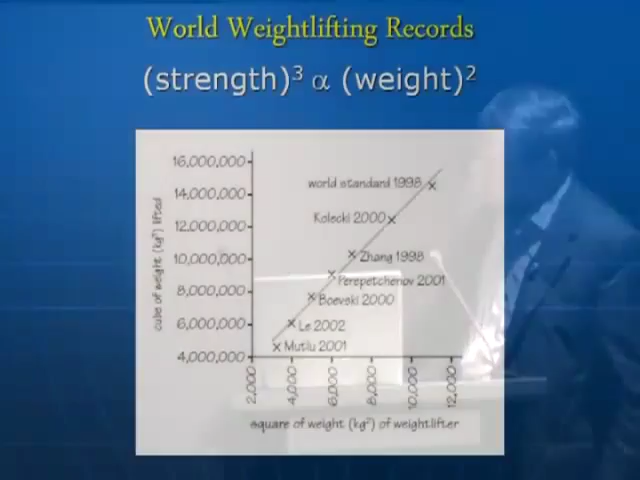 World Weightlifting Records
(strength)³ α (weight)²
16,000,000
14,000,000
12,000,000
10,000,000
8,000,000
6,000,000
4,000,000
cube of weight (kg³) lifted
world standard 1998
Kolecki 2000
Zhang 1998
Perepetchenov 2001
Boevski 2000
Le 2002
Mutlu 2001
2,000
4,000
6,000
8,000
10,000
12,000
square of weight (kg²) of weightlifter